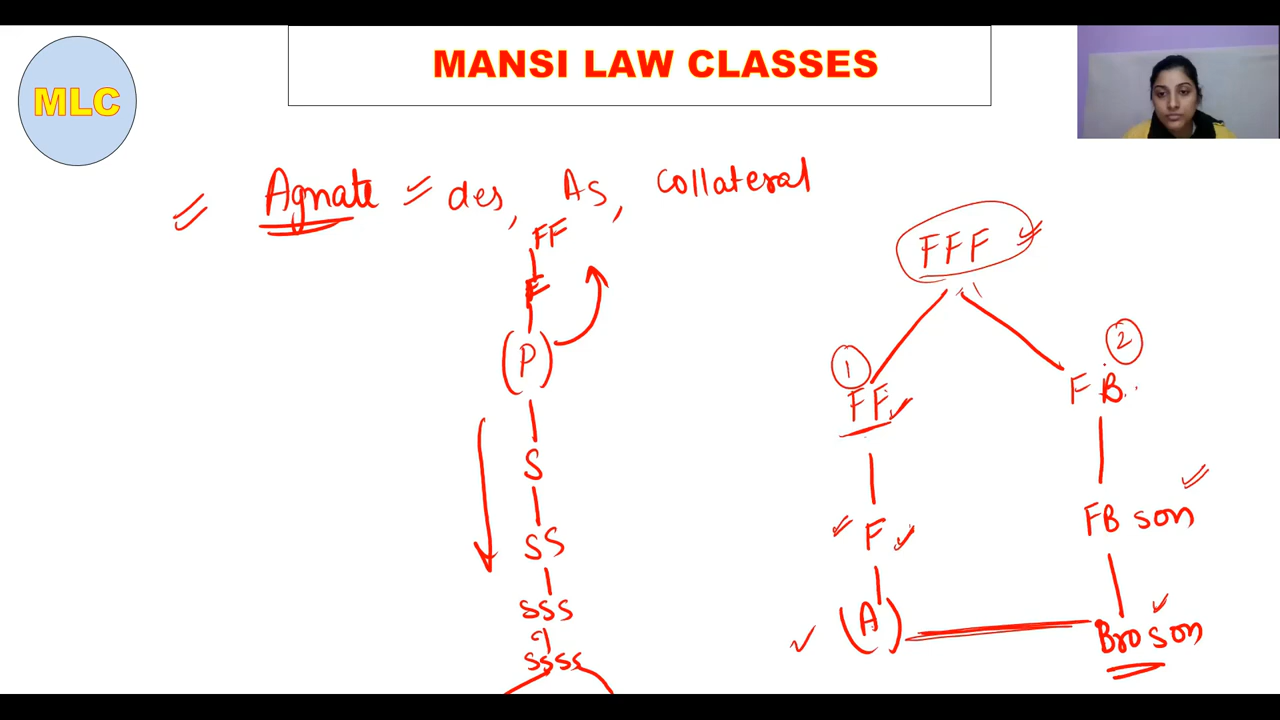 MANSI LAW CLASSES
MLC
Agnate = des, As, Collateral
FF
F
(P)
S
SS
SSS
SSSS
FFF
1
2
FF
FB
F
FB son
(A)
Bro son